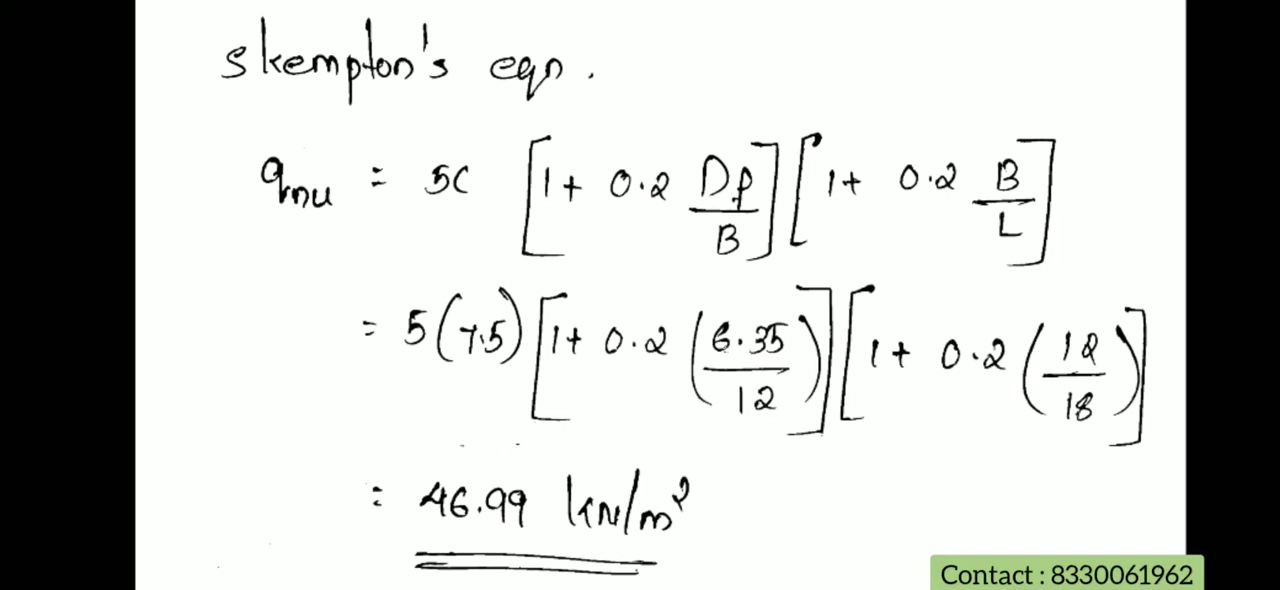 Skempton's eqn.
qnu = 5C [1 + 0.2 Df/B] [1 + 0.2 B/L]
= 5(7.5) [1 + 0.2 (6.35/12)] [1 + 0.2 (12/18)]
= 46.99 kN/m²
Contact : 8330061962